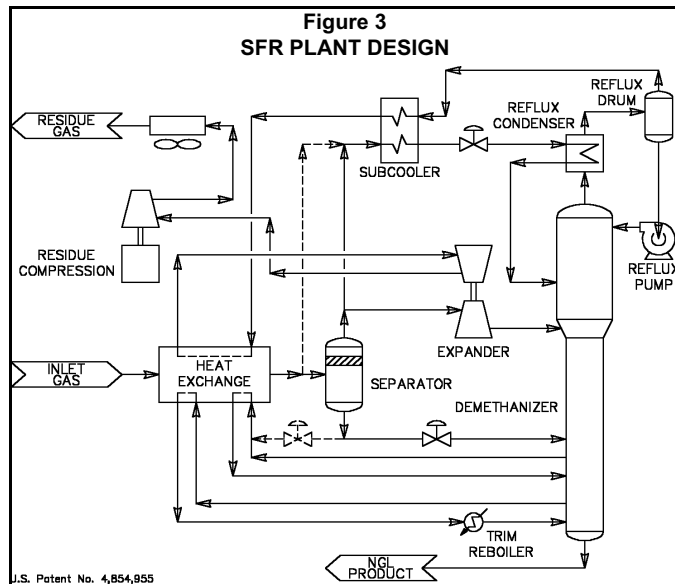 Figure 3
SFR PLANT DESIGN
REFLUX
DRUM
REFLUX
CONDENSER
RESIDUE
GAS
SUBCOOLER
RESIDUE
COMPRESSION
REFLUX
PUMP
INLET
GAS
HEAT
EXCHANGE
SEPARATOR
EXPANDER
DEMETHANIZER
TRIM
REBOILER
NGL
PRODUCT
U.S. Patent No. 4,854,955